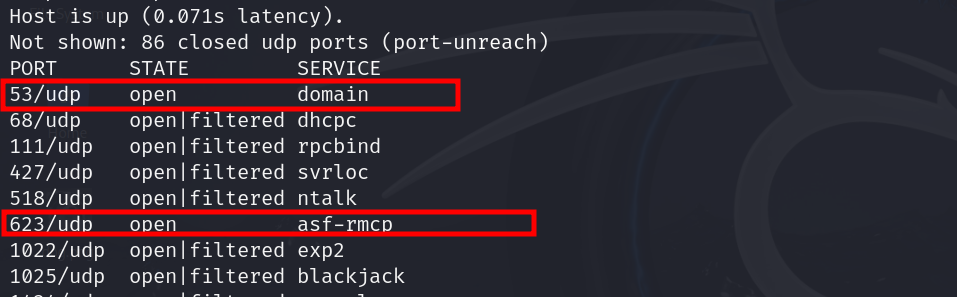 Host is up (0.071s latency).
Not shown: 86 closed udp ports (port-unreach)
PORT STATE SERVICE
53/udp open domain
68/udp open|filtered dhcpc
111/udp open|filtered rpcbind
427/udp open|filtered svrloc
518/udp open|filtered ntalk
623/udp open asf-rmcp
1022/udp open|filtered exp2
1025/udp open|filtered blackjack